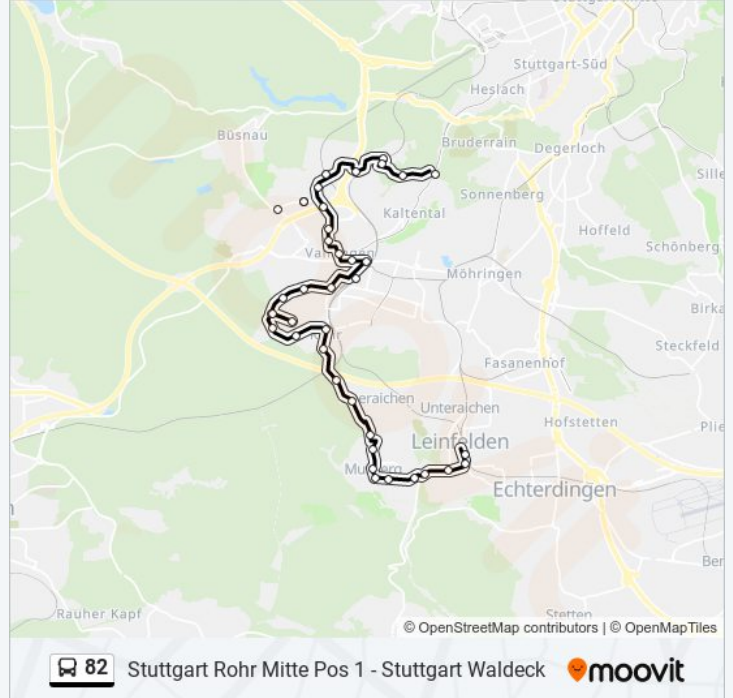 Stuttgart-Süd
Heslach
Büsnau
Bruderrain
Degerloch
Sille
Sonnenberg
Kaltental
Hoffeld
Schönberg
Möhringen
Birka
Steckfeld
Fasanenhof
Unteraichen
Hofstetten
Plie
Leinfelden
Echterdingen
Ber
Rauher Kapf
Stetten
© OpenStreetMap contributors | © OpenMapTiles
82 Stuttgart Rohr Mitte Pos 1 - Stuttgart Waldeck moovit